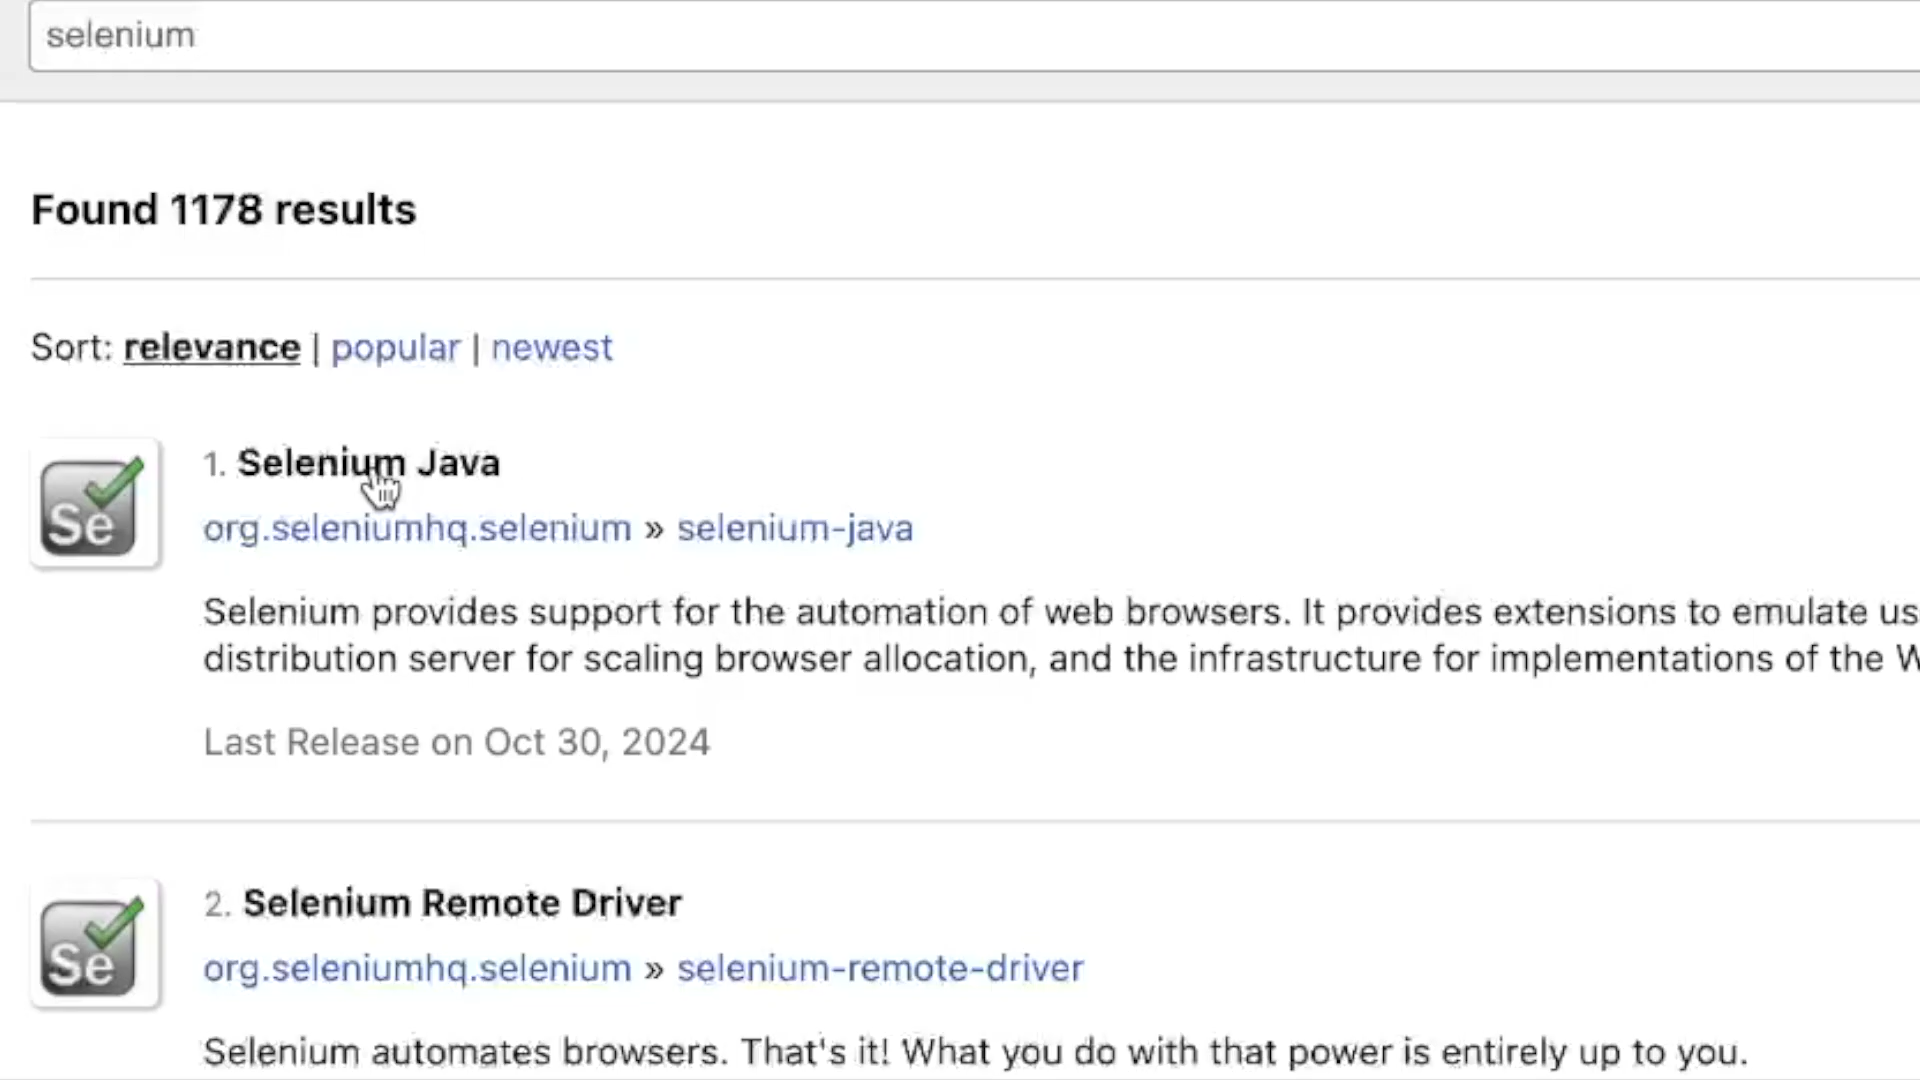 selenium
Found 1178 results
Sort: relevance | popular | newest
1. Selenium Java
Se
org.seleniumhq.selenium » selenium-java
Selenium provides support for the automation of web browsers. It provides extensions to emulate us
distribution server for scaling browser allocation, and the infrastructure for implementations of the W
Last Release on Oct 30, 2024
2. Selenium Remote Driver
Se
org.seleniumhq.selenium » selenium-remote-driver
Selenium automates browsers. That's it! What you do with that power is entirely up to you.